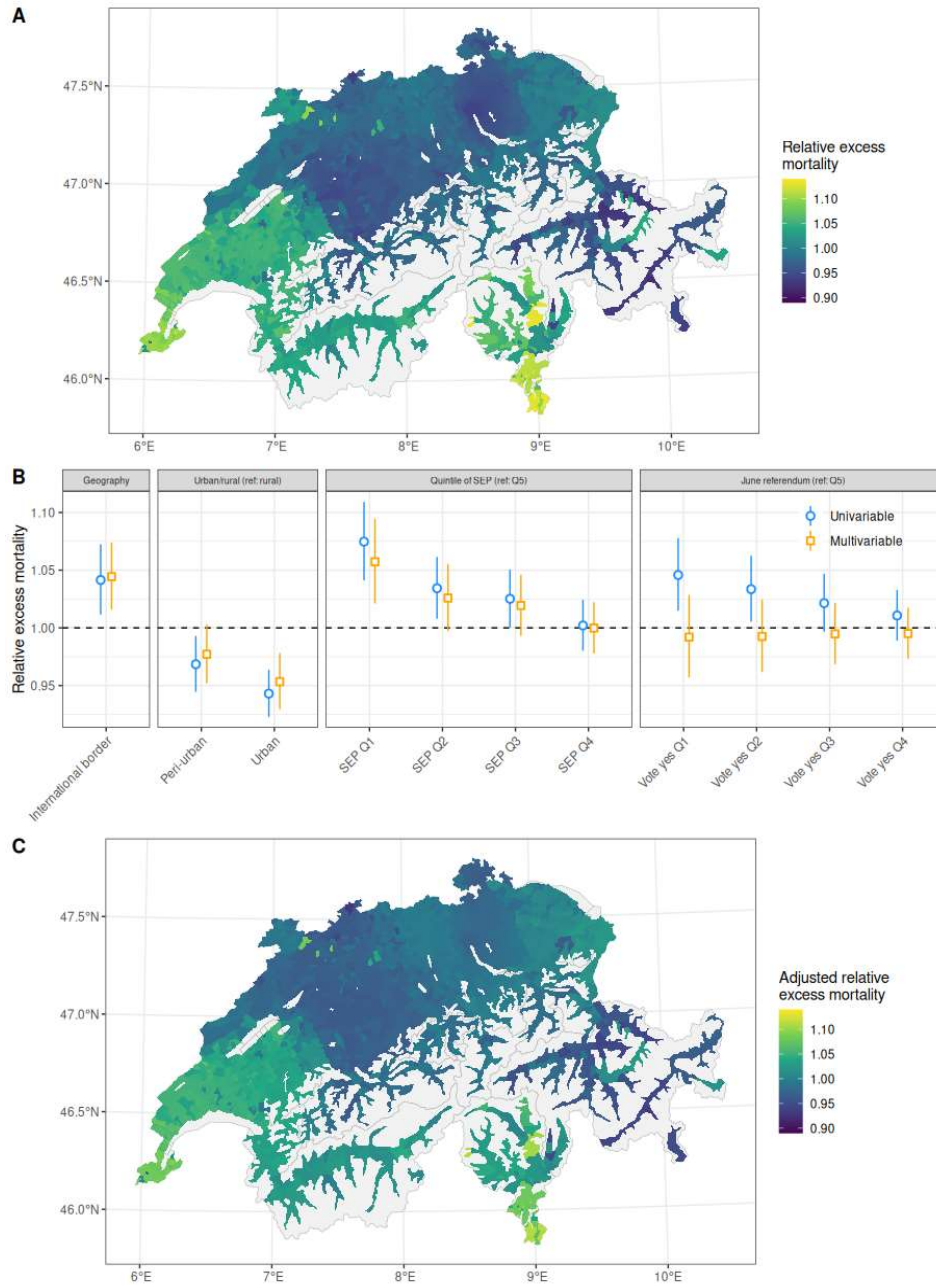 A
47.5°N
47.0°N
46.5°N
46.0°N
6°E 7°E 8°E 9°E 10°E
Relative excess
mortality
1.10
1.05
1.00
0.95
0.90
B
Geography
Urban/rural (ref: rural)
Quintile of SEP (ref: Q5)
June referendum (ref: Q5)
Relative excess mortality
1.10
1.05
1.00
0.95
Univariable
Multivariable
International border
Peri-urban
Urban
SEP Q1
SEP Q2
SEP Q3
SEP Q4
Vote yes Q1
Vote yes Q2
Vote yes Q3
Vote yes Q4
C
47.5°N
47.0°N
46.5°N
46.0°N
6°E 7°E 8°E 9°E 10°E
Adjusted relative
excess mortality
1.10
1.05
1.00
0.95
0.90